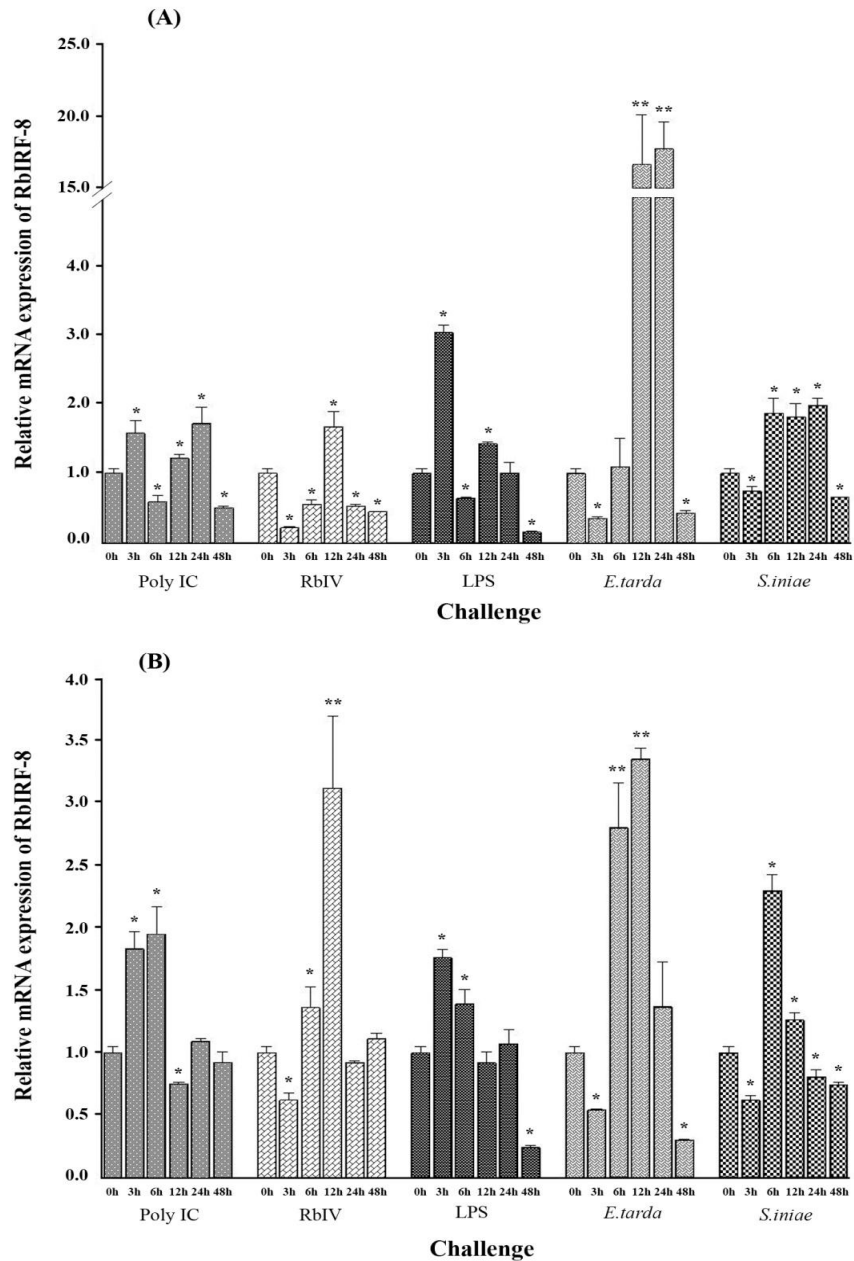 (A)
Relative mRNA expression of RbIRF-8
25.0
20.0
15.0
4.0
3.0
2.0
1.0
0.0
** **
* * * * *
* * * * *
* * * *
* *
* * * * *
0h 3h 6h 12h 24h 48h 0h 3h 6h 12h 24h 48h 0h 3h 6h 12h 24h 48h 0h 3h 6h 12h 24h 48h 0h 3h 6h 12h 24h 48h
Poly IC RbIV LPS E.tarda S.iniae
Challenge
(B)
Relative mRNA expression of RbIRF-8
4.0
3.5
3.0
2.5
2.0
1.5
1.0
0.5
0.0
* * *
* * **
* * *
* ** ** *
* * * * *
0h 3h 6h 12h 24h 48h 0h 3h 6h 12h 24h 48h 0h 3h 6h 12h 24h 48h 0h 3h 6h 12h 24h 48h 0h 3h 6h 12h 24h 48h
Poly IC RbIV LPS E.tarda S.iniae
Challenge